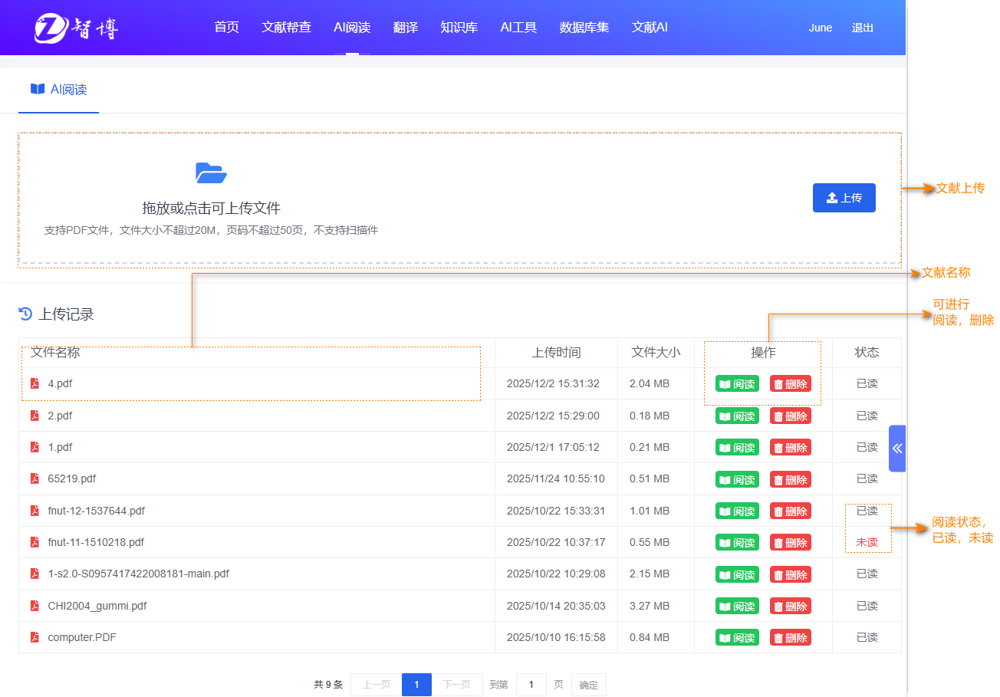 智博
首页 文献帮查 AI阅读 翻译 知识库 AI工具 数据库集 文献AI June 退出
AI阅读
拖放或点击可上传文件
支持PDF文件，文件大小不超过20M，页码不超过50页，不支持扫描件
上传
文献上传
文献名称
可进行
阅读，删除
上传记录
文件名称 上传时间 文件大小 操作 状态
4.pdf 2025/12/2 15:31:32 2.04 MB 阅读 删除 已读
2.pdf 2025/12/2 15:29:00 0.18 MB 阅读 删除 已读
1.pdf 2025/12/1 17:05:12 0.21 MB 阅读 删除 已读
65219.pdf 2025/11/24 10:55:10 0.51 MB 阅读 删除 已读
fnut-12-1537644.pdf 2025/10/22 15:33:31 1.01 MB 阅读 删除 已读
阅读状态，
已读，未读
fnut-11-1510218.pdf 2025/10/22 10:37:17 0.55 MB 阅读 删除 未读
1-s2.0-S0957417422008181-main.pdf 2025/10/22 10:29:08 2.15 MB 阅读 删除 已读
CHI2004_gummi.pdf 2025/10/14 20:35:03 3.27 MB 阅读 删除 已读
computer.PDF 2025/10/10 16:15:58 0.84 MB 阅读 删除 已读
共 9 条 上一页 1 下一页 到第 1 页 确定